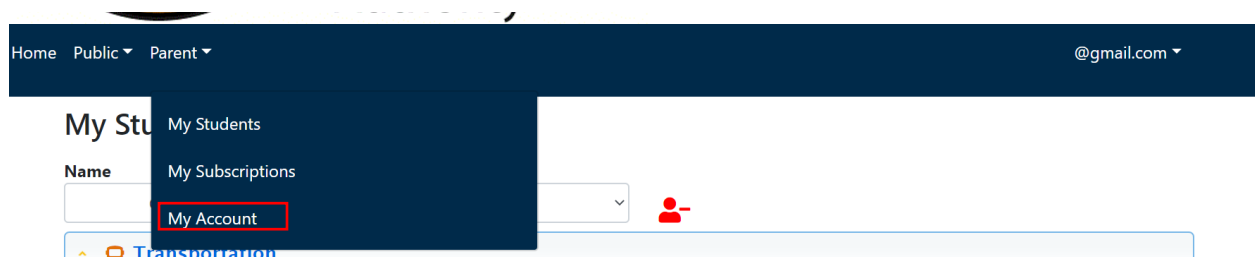 Home Public Parent @gmail.com
My Stu
My Students
Name
My Subscriptions
My Account
Transportation